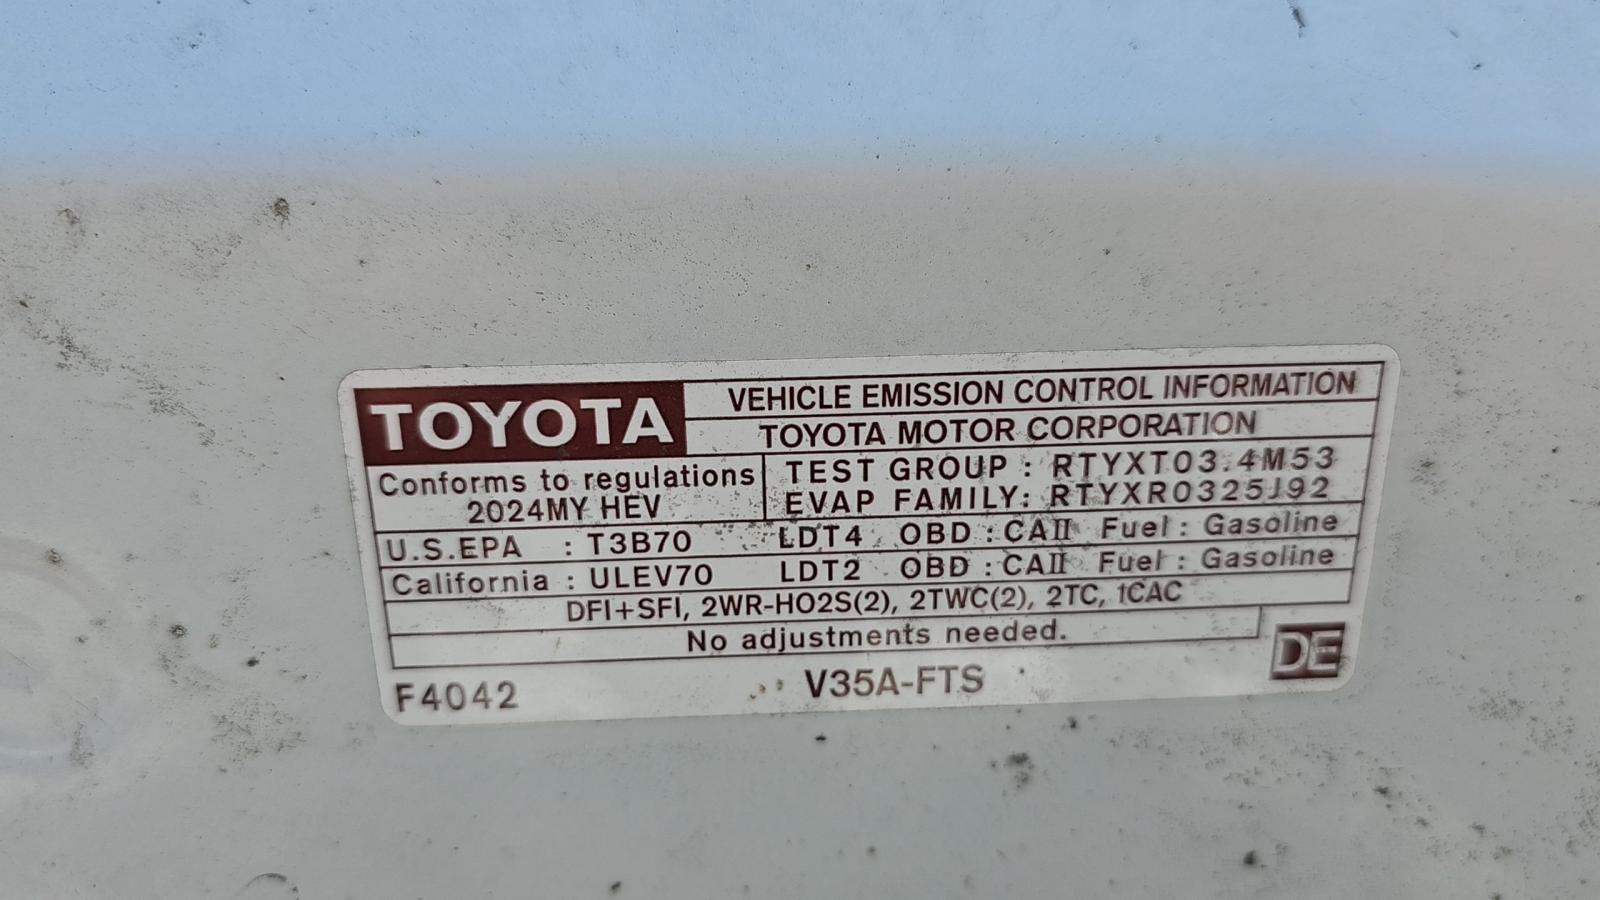 TOYOTA
VEHICLE EMISSION CONTROL INFORMATION
TOYOTA MOTOR CORPORATION
Conforms to regulations
2024MY HEV
TEST GROUP : RTYXT03.4M53
EVAP FAMILY: RTYXR0325J92
U.S.EPA : T3B70 LDT4 OBD : CAII Fuel : Gasoline
California : ULEV70 LDT2 OBD : CAII Fuel : Gasoline
DFI+SFI, 2WR-HO2S(2), 2TWC(2), 2TC, 1CAC
No adjustments needed.
DE
F4042 V35A-FTS